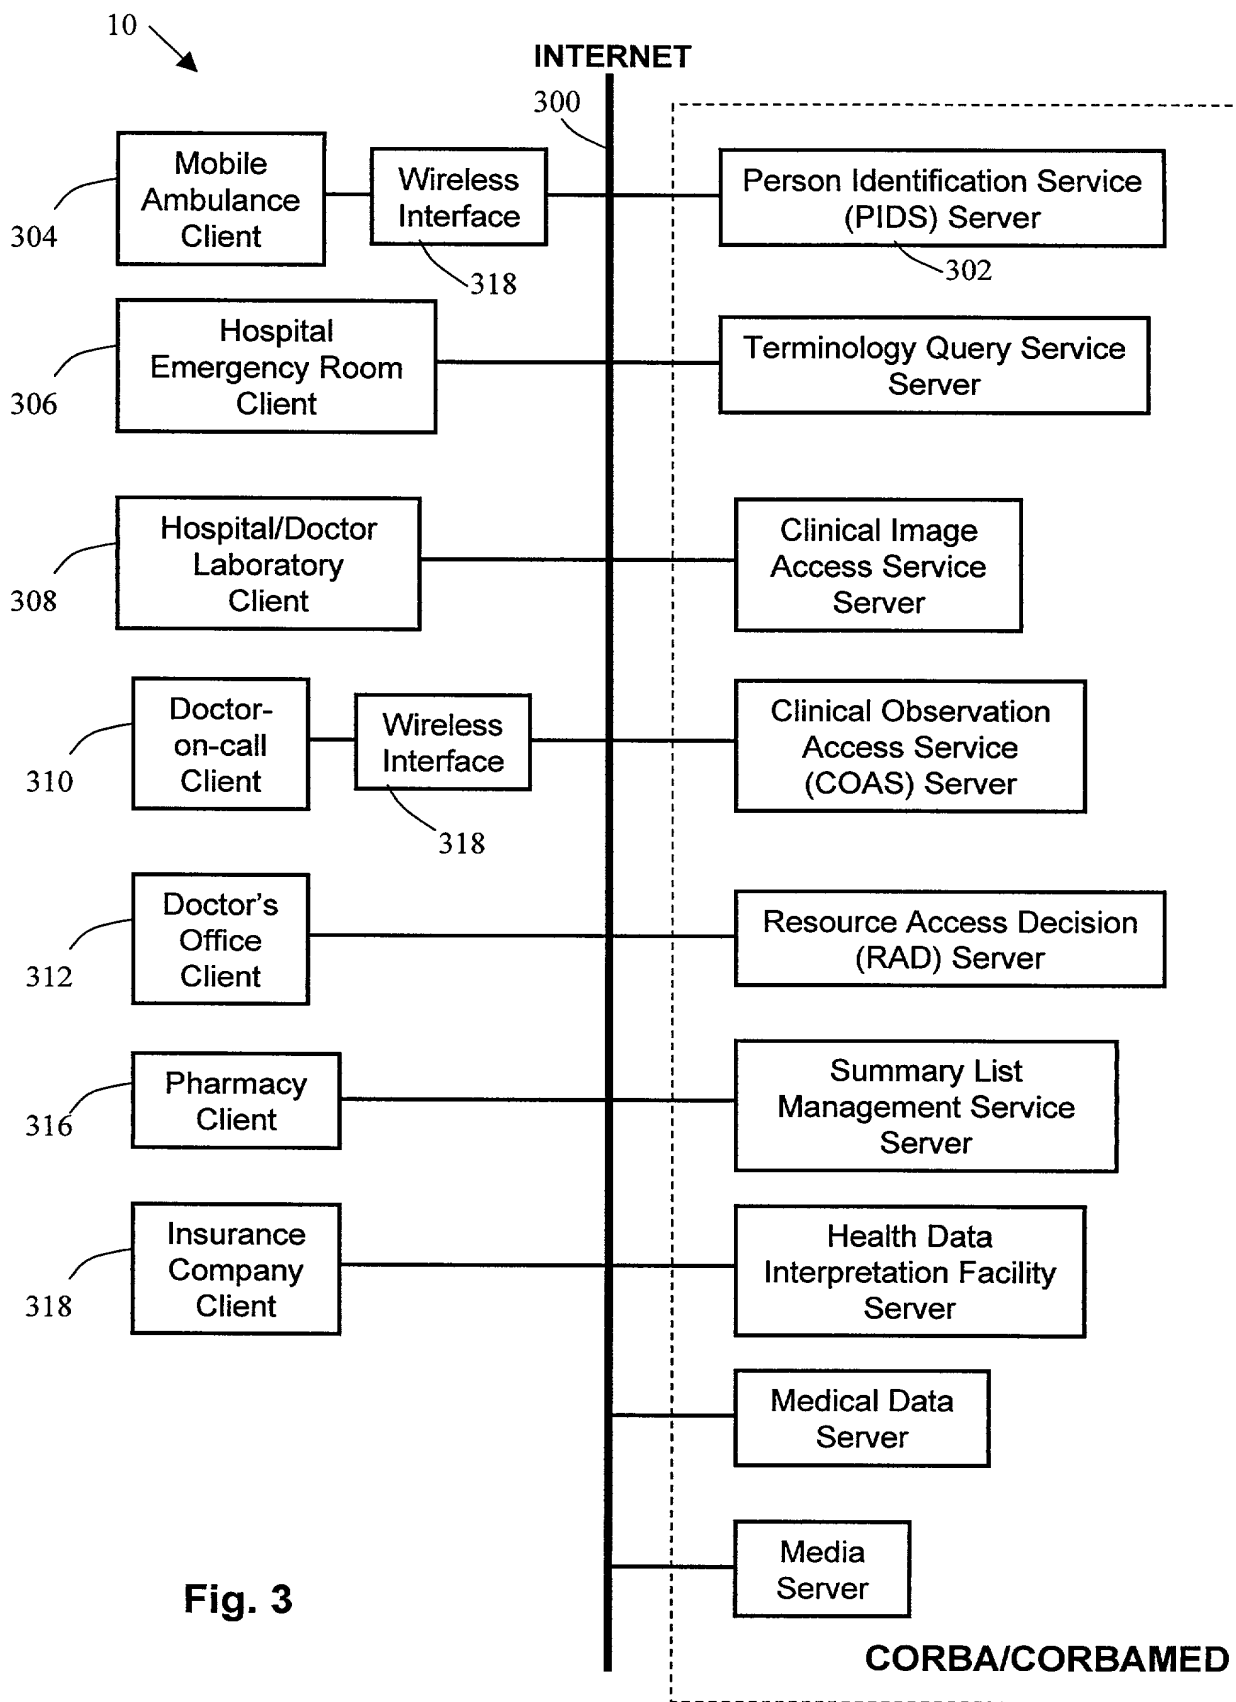 10
INTERNET
300
Mobile
Ambulance
Client
304
Wireless
Interface
318
Person Identification Service
(PIDS) Server
302
Hospital
Emergency Room
Client
306
Terminology Query Service
Server
Hospital/Doctor
Laboratory
Client
308
Clinical Image
Access Service
Server
Doctor-
on-call
Client
310
Wireless
Interface
318
Clinical Observation
Access Service
(COAS) Server
Doctor's
Office
Client
312
Resource Access Decision
(RAD) Server
Pharmacy
Client
316
Summary List
Management Service
Server
Insurance
Company
Client
318
Health Data
Interpretation Facility
Server
Medical Data
Server
Media
Server
Fig. 3
CORBA/CORBAMED